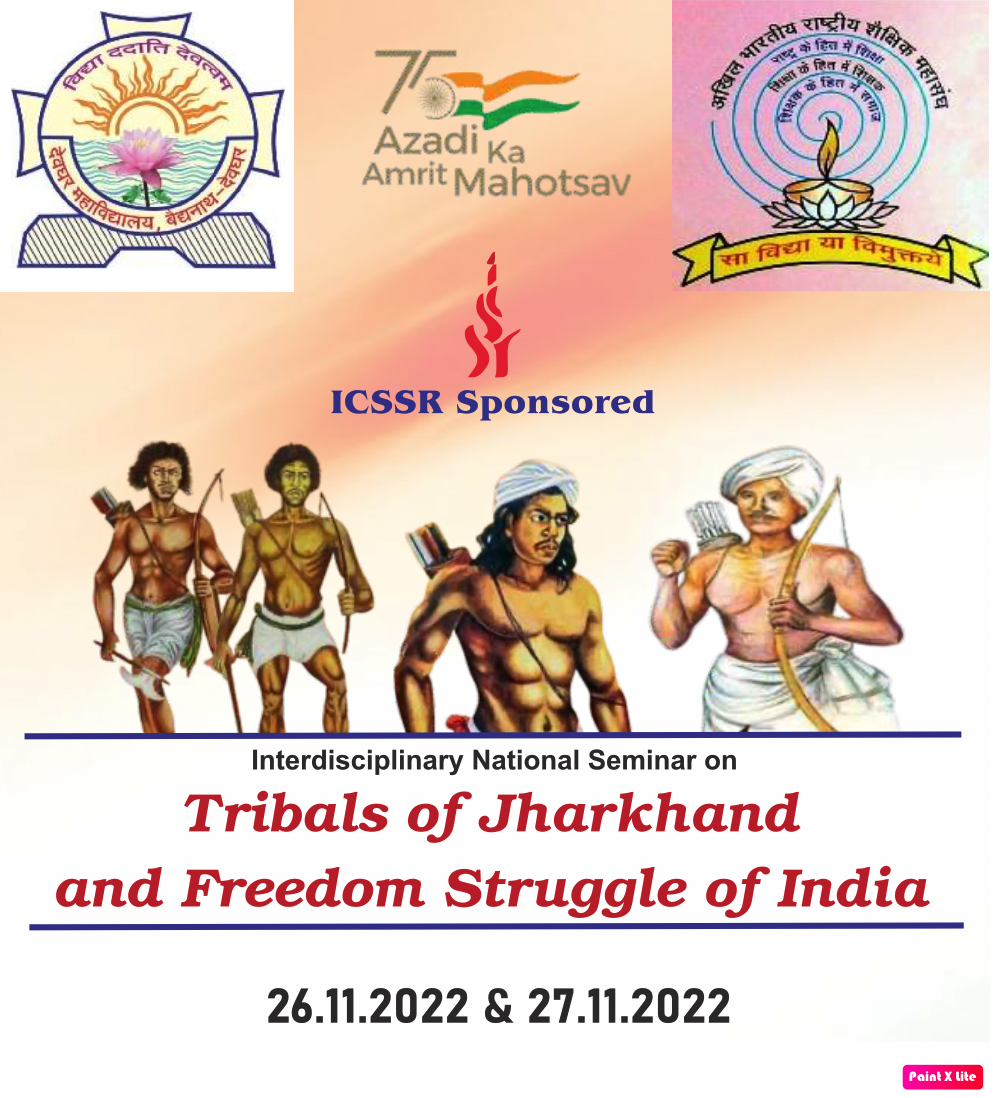 विद्या ददाति देवत्वम
देवघर महाविद्यालय, बैद्यनाथ-देवघर
75
Azadi Ka
Amrit Mahotsav
अखिल भारतीय राष्ट्रीय शैक्षिक महासंघ
राष्ट्र के हित में शिक्षा
शिक्षा के हित में शिक्षक
शिक्षक के हित में समाज
सा विद्या या विमुक्तये
ICSSR Sponsored
Interdisciplinary National Seminar on
Tribals of Jharkhand
and Freedom Struggle of India
26.11.2022 & 27.11.2022
Paint X Lite